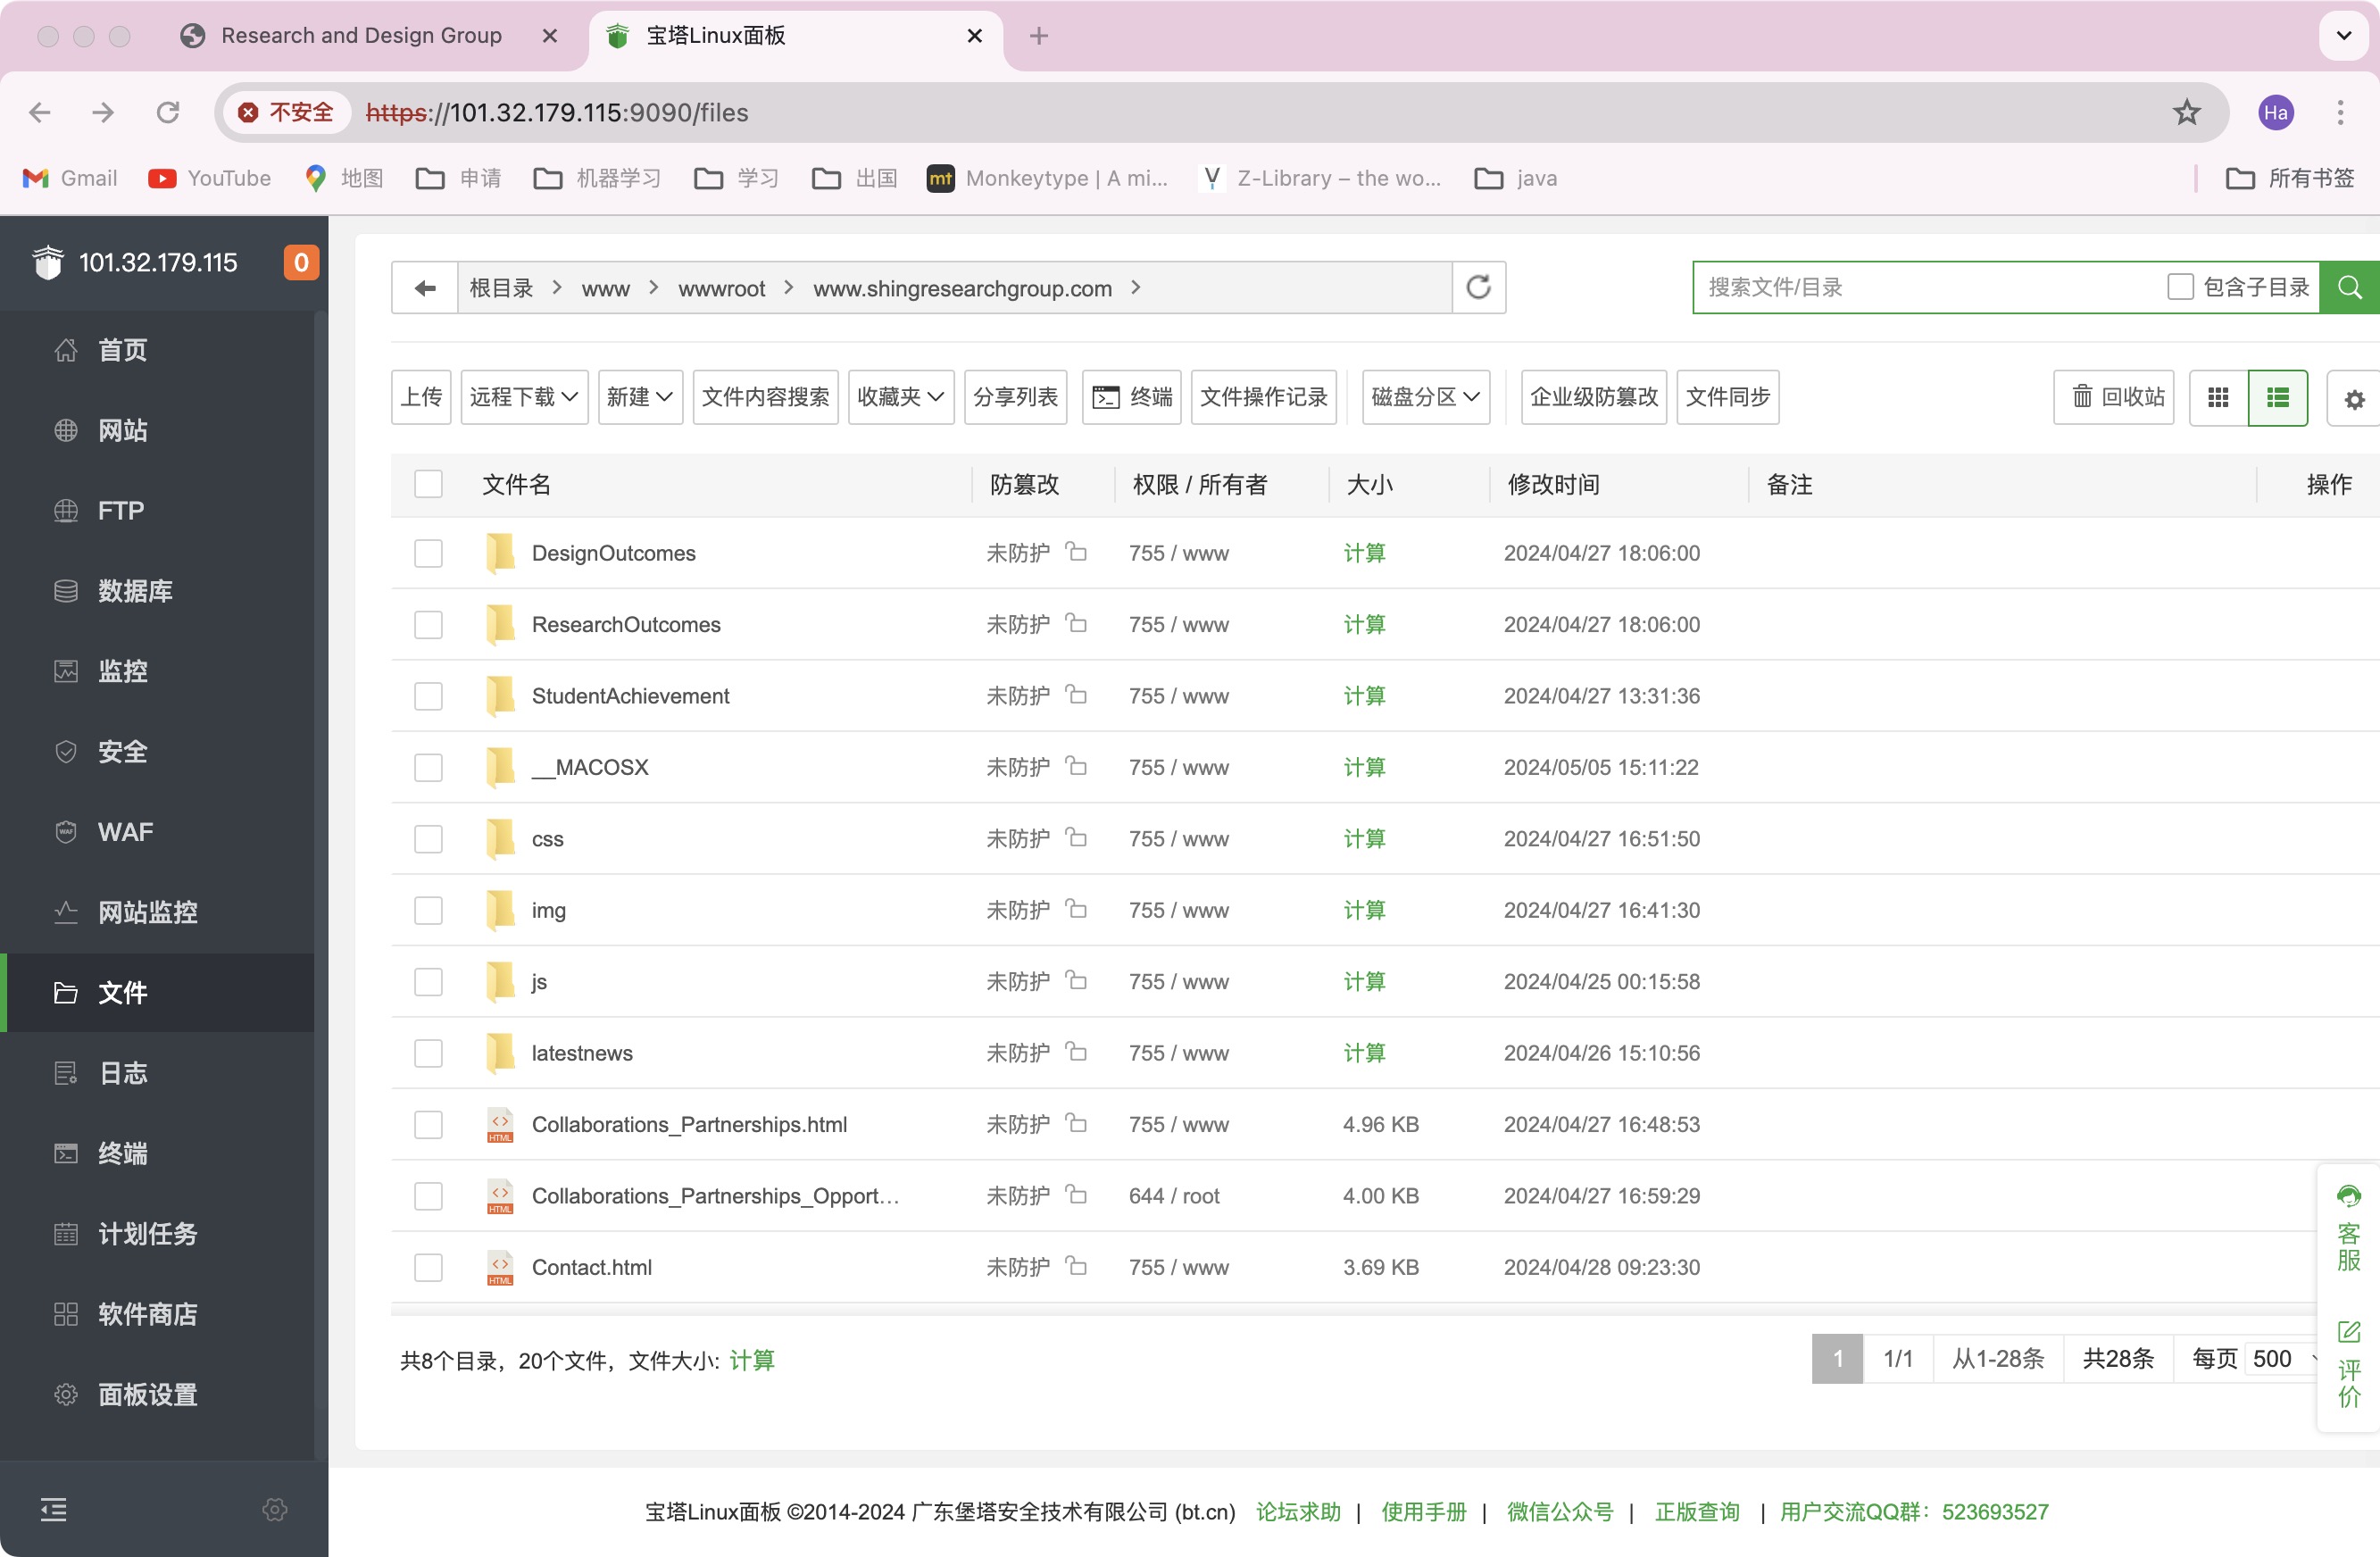 Research and Design Group
宝塔Linux面板
不安全 https://101.32.179.115:9090/files
Ha
Gmail YouTube 地图 申请 机器学习 学习 出国 mt Monkeytype | A mi... Z-Library – the wo... java 所有书签
101.32.179.115 0
首页
网站
FTP
数据库
监控
安全
WAF
网站监控
文件
日志
终端
计划任务
软件商店
面板设置
根目录 > www > wwwroot > www.shingresearchgroup.com >
搜索文件/目录 包含子目录
上传 远程下载 新建 文件内容搜索 收藏夹 分享列表 终端 文件操作记录 磁盘分区 企业级防篡改 文件同步 回收站
文件名 防篡改 权限 / 所有者 大小 修改时间 备注 操作
DesignOutcomes 未防护 755 / www 计算 2024/04/27 18:06:00
ResearchOutcomes 未防护 755 / www 计算 2024/04/27 18:06:00
StudentAchievement 未防护 755 / www 计算 2024/04/27 13:31:36
__MACOSX 未防护 755 / www 计算 2024/05/05 15:11:22
css 未防护 755 / www 计算 2024/04/27 16:51:50
img 未防护 755 / www 计算 2024/04/27 16:41:30
js 未防护 755 / www 计算 2024/04/25 00:15:58
latestnews 未防护 755 / www 计算 2024/04/26 15:10:56
HTML Collaborations_Partnerships.html 未防护 755 / www 4.96 KB 2024/04/27 16:48:53
HTML Collaborations_Partnerships_Opport... 未防护 644 / root 4.00 KB 2024/04/27 16:59:29
HTML Contact.html 未防护 755 / www 3.69 KB 2024/04/28 09:23:30
共8个目录，20个文件，文件大小: 计算
1 1/1 从1-28条 共28条 每页 500
客服
评价
宝塔Linux面板 ©2014-2024 广东堡塔安全技术有限公司 (bt.cn) 论坛求助 | 使用手册 | 微信公众号 | 正版查询 | 用户交流QQ群：523693527